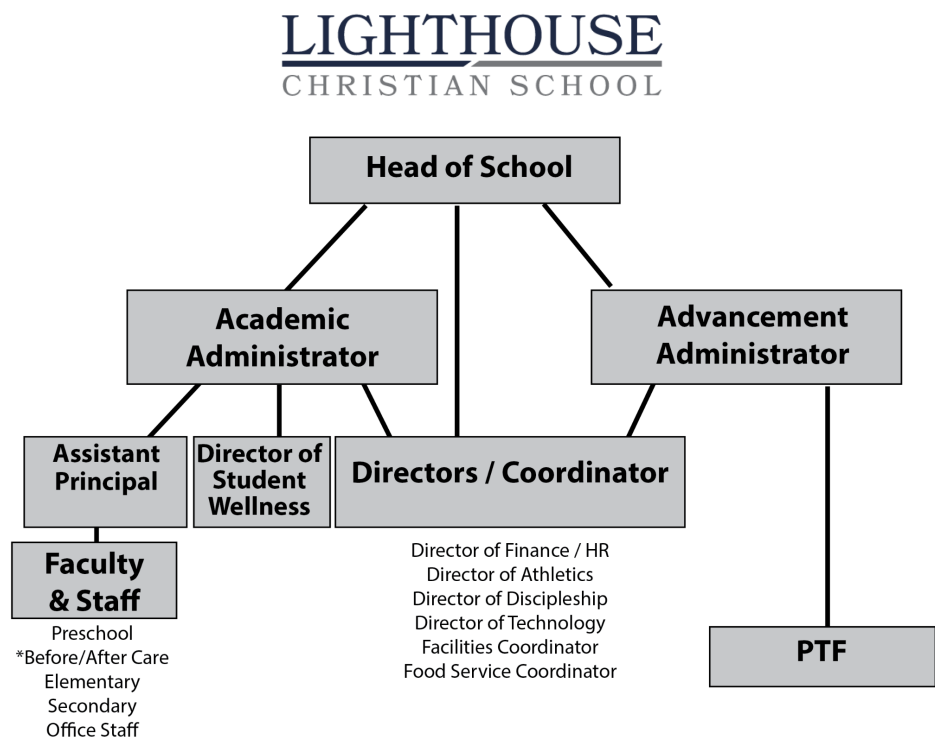 LIGHTHOUSE
CHRISTIAN SCHOOL
Head of School
Academic
Administrator
Advancement
Administrator
Assistant
Principal
Director of
Student
Wellness
Directors / Coordinator
Faculty
& Staff
Preschool
*Before/After Care
Elementary
Secondary
Office Staff
Director of Finance / HR
Director of Athletics
Director of Discipleship
Director of Technology
Facilities Coordinator
Food Service Coordinator
PTF